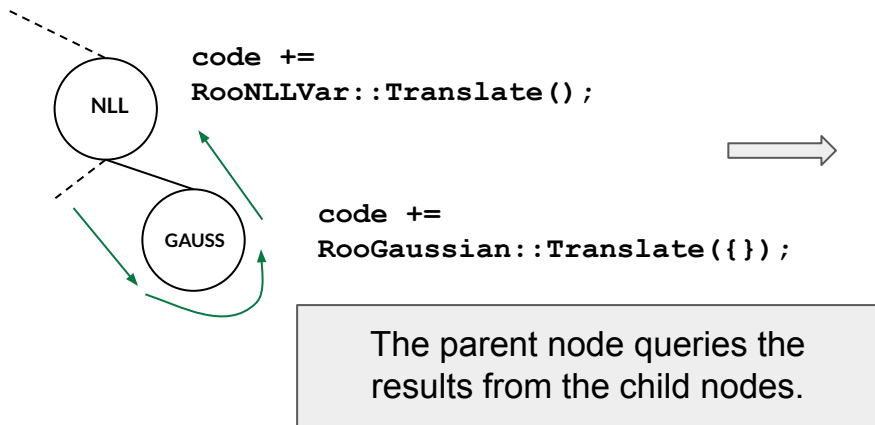 code +=
RooNLLVar::Translate();
NLL
code +=
RooGaussian::Translate({});
GAUSS
The parent node queries the
results from the child nodes.